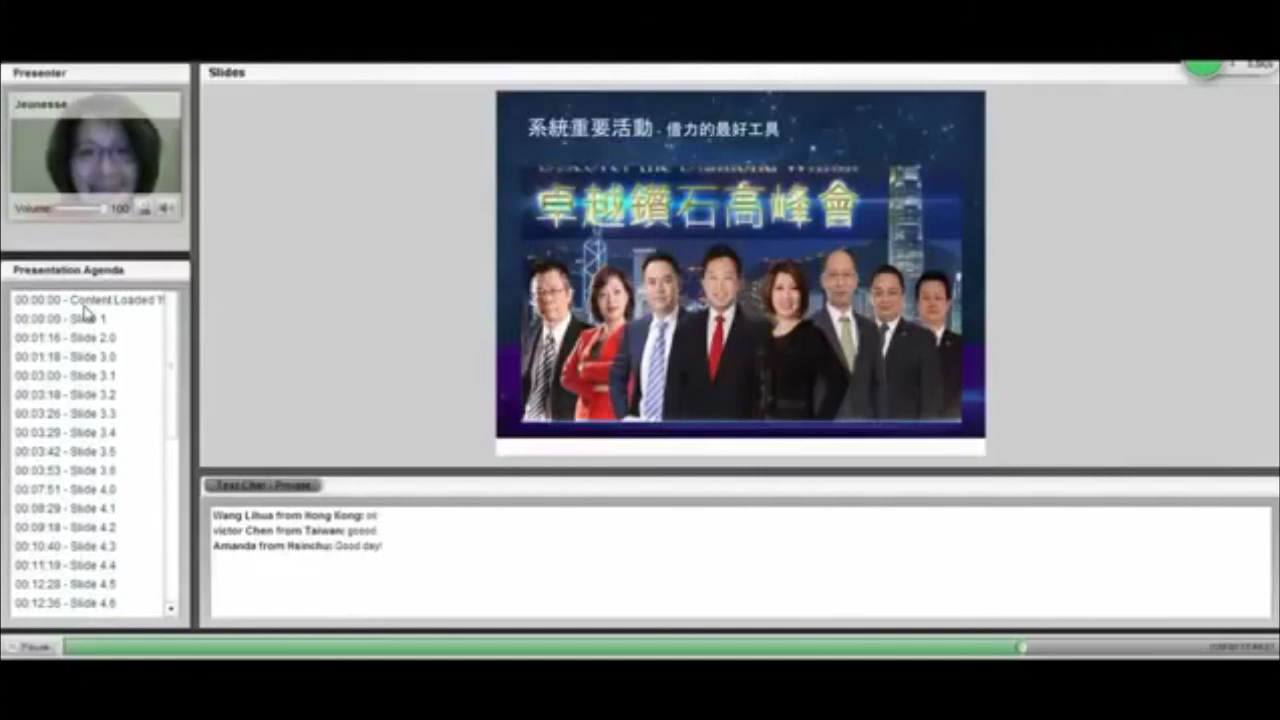 Presenter
Jeunesse
Volume:
100
Presentation Agenda
00:00:00 - Content Loaded
00:00:00 - Slide 1
00:01:16 - Slide 2.0
00:01:18 - Slide 3.0
00:03:00 - Slide 3.1
00:03:18 - Slide 3.2
00:03:26 - Slide 3.3
00:03:29 - Slide 3.4
00:03:42 - Slide 3.5
00:03:53 - Slide 3.6
00:07:51 - Slide 4.0
00:08:29 - Slide 4.1
00:09:18 - Slide 4.2
00:10:40 - Slide 4.3
00:11:19 - Slide 4.4
00:12:28 - Slide 4.5
00:12:36 - Slide 4.6
Slides
系統重要活動 - 借力的最好工具
Discover the Diamond Within
卓越鑽石高峰會
Chen - Private
Wang Lihua from Hong Kong: ok
victor Chen from Taiwan: goood
Amanda from Hsinchu: Good day!
Pause